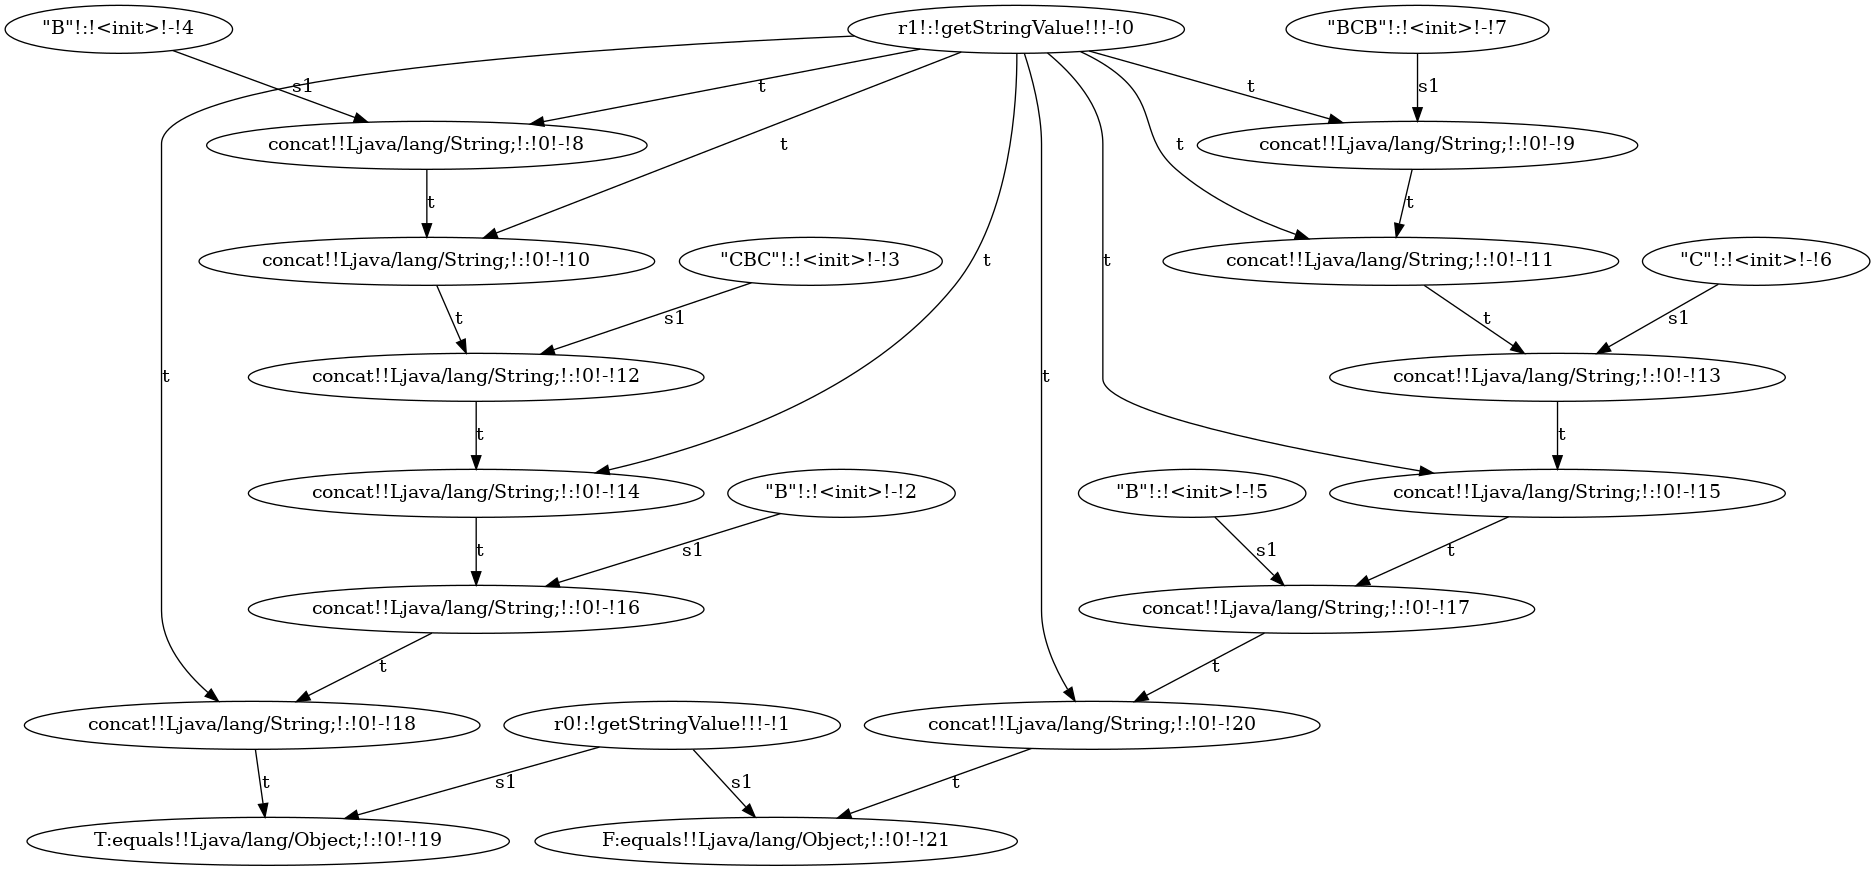 "B"!:!<init>!-!4
r1!:!getStringValue!!!-!0
"BCB"!:!<init>!-!7
s1
t
t
s1
concat!!Ljava/lang/String;!:!0!-!8
t
t
concat!!Ljava/lang/String;!:!0!-!9
t
t
concat!!Ljava/lang/String;!:!0!-!10
"CBC"!:!<init>!-!3
t
t
concat!!Ljava/lang/String;!:!0!-!11
"C"!:!<init>!-!6
t
s1
t
s1
t
concat!!Ljava/lang/String;!:!0!-!12
t
concat!!Ljava/lang/String;!:!0!-!13
t
t
concat!!Ljava/lang/String;!:!0!-!14
"B"!:!<init>!-!2
"B"!:!<init>!-!5
concat!!Ljava/lang/String;!:!0!-!15
t
s1
s1
t
concat!!Ljava/lang/String;!:!0!-!16
concat!!Ljava/lang/String;!:!0!-!17
t
t
concat!!Ljava/lang/String;!:!0!-!18
r0!:!getStringValue!!!-!1
concat!!Ljava/lang/String;!:!0!-!20
t
s1
s1
t
T:equals!!Ljava/lang/Object;!:!0!-!19
F:equals!!Ljava/lang/Object;!:!0!-!21